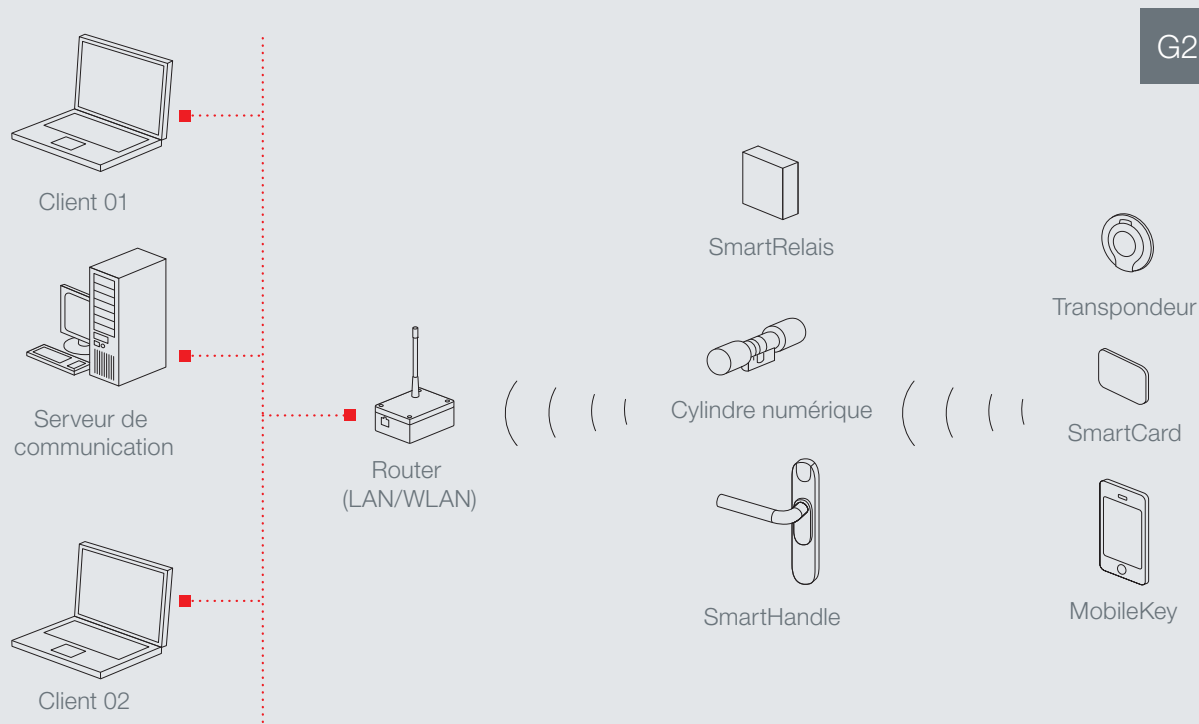 G2
Client 01
SmartRelais
Transpondeur
Serveur de
communication
Cylindre numérique
SmartCard
Router
(LAN/WLAN)
SmartHandle
MobileKey
Client 02